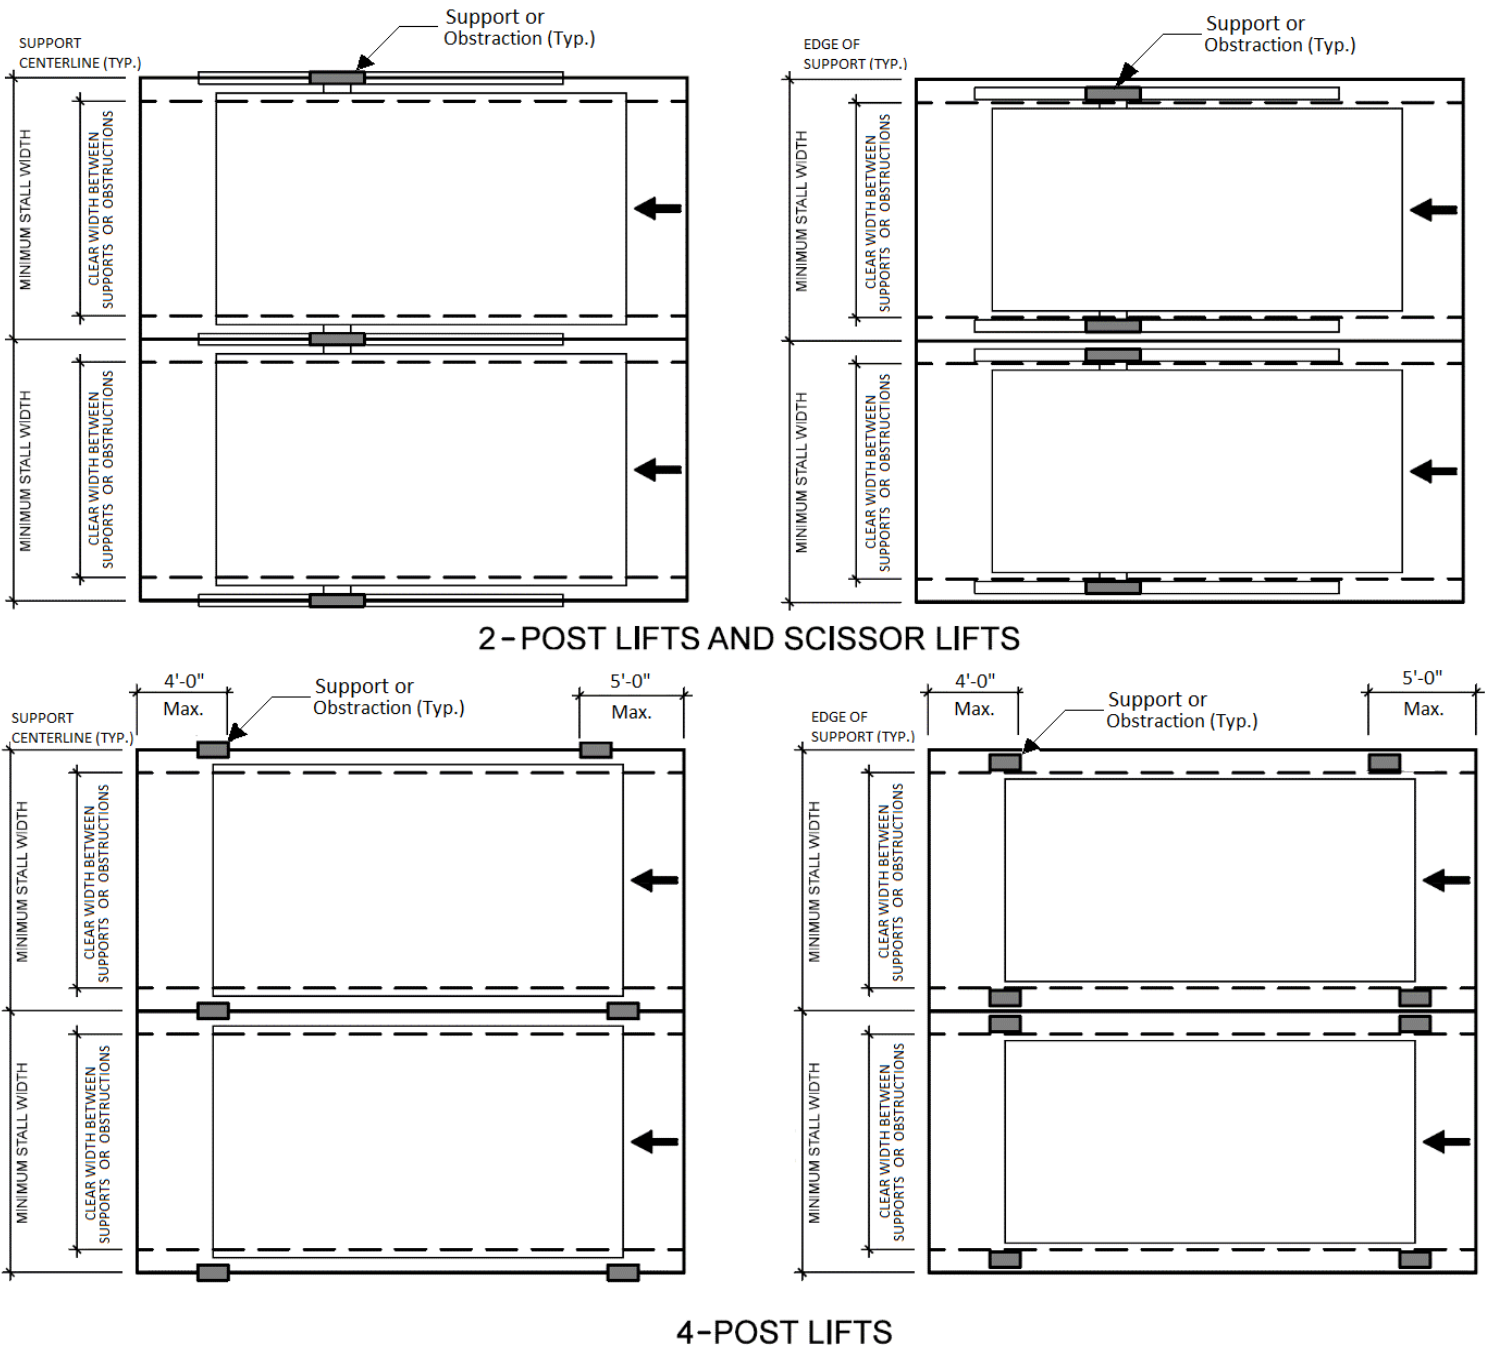 Support or
Obstraction (Typ.)
SUPPORT
CENTERLINE (TYP.)
MINIMUM STALL WIDTH
CLEAR WIDTH BETWEEN
SUPPORTS OR OBSTRUCTIONS
MINIMUM STALL WIDTH
CLEAR WIDTH BETWEEN
SUPPORTS OR OBSTRUCTIONS
Support or
Obstraction (Typ.)
EDGE OF
SUPPORT (TYP.)
MINIMUM STALL WIDTH
CLEAR WIDTH BETWEEN
SUPPORTS OR OBSTRUCTIONS
MINIMUM STALL WIDTH
CLEAR WIDTH BETWEEN
SUPPORTS OR OBSTRUCTIONS
2-POST LIFTS AND SCISSOR LIFTS
4'-0"
Max.
Support or
Obstraction (Typ.)
5'-0"
Max.
SUPPORT
CENTERLINE (TYP.)
MINIMUM STALL WIDTH
CLEAR WIDTH BETWEEN
SUPPORTS OR OBSTRUCTIONS
MINIMUM STALL WIDTH
CLEAR WIDTH BETWEEN
SUPPORTS OR OBSTRUCTIONS
4'-0"
Max.
Support or
Obstraction (Typ.)
5'-0"
Max.
EDGE OF
SUPPORT (TYP.)
MINIMUM STALL WIDTH
CLEAR WIDTH BETWEEN
SUPPORTS OR OBSTRUCTIONS
MINIMUM STALL WIDTH
CLEAR WIDTH BETWEEN
SUPPORTS OR OBSTRUCTIONS
4-POST LIFTS